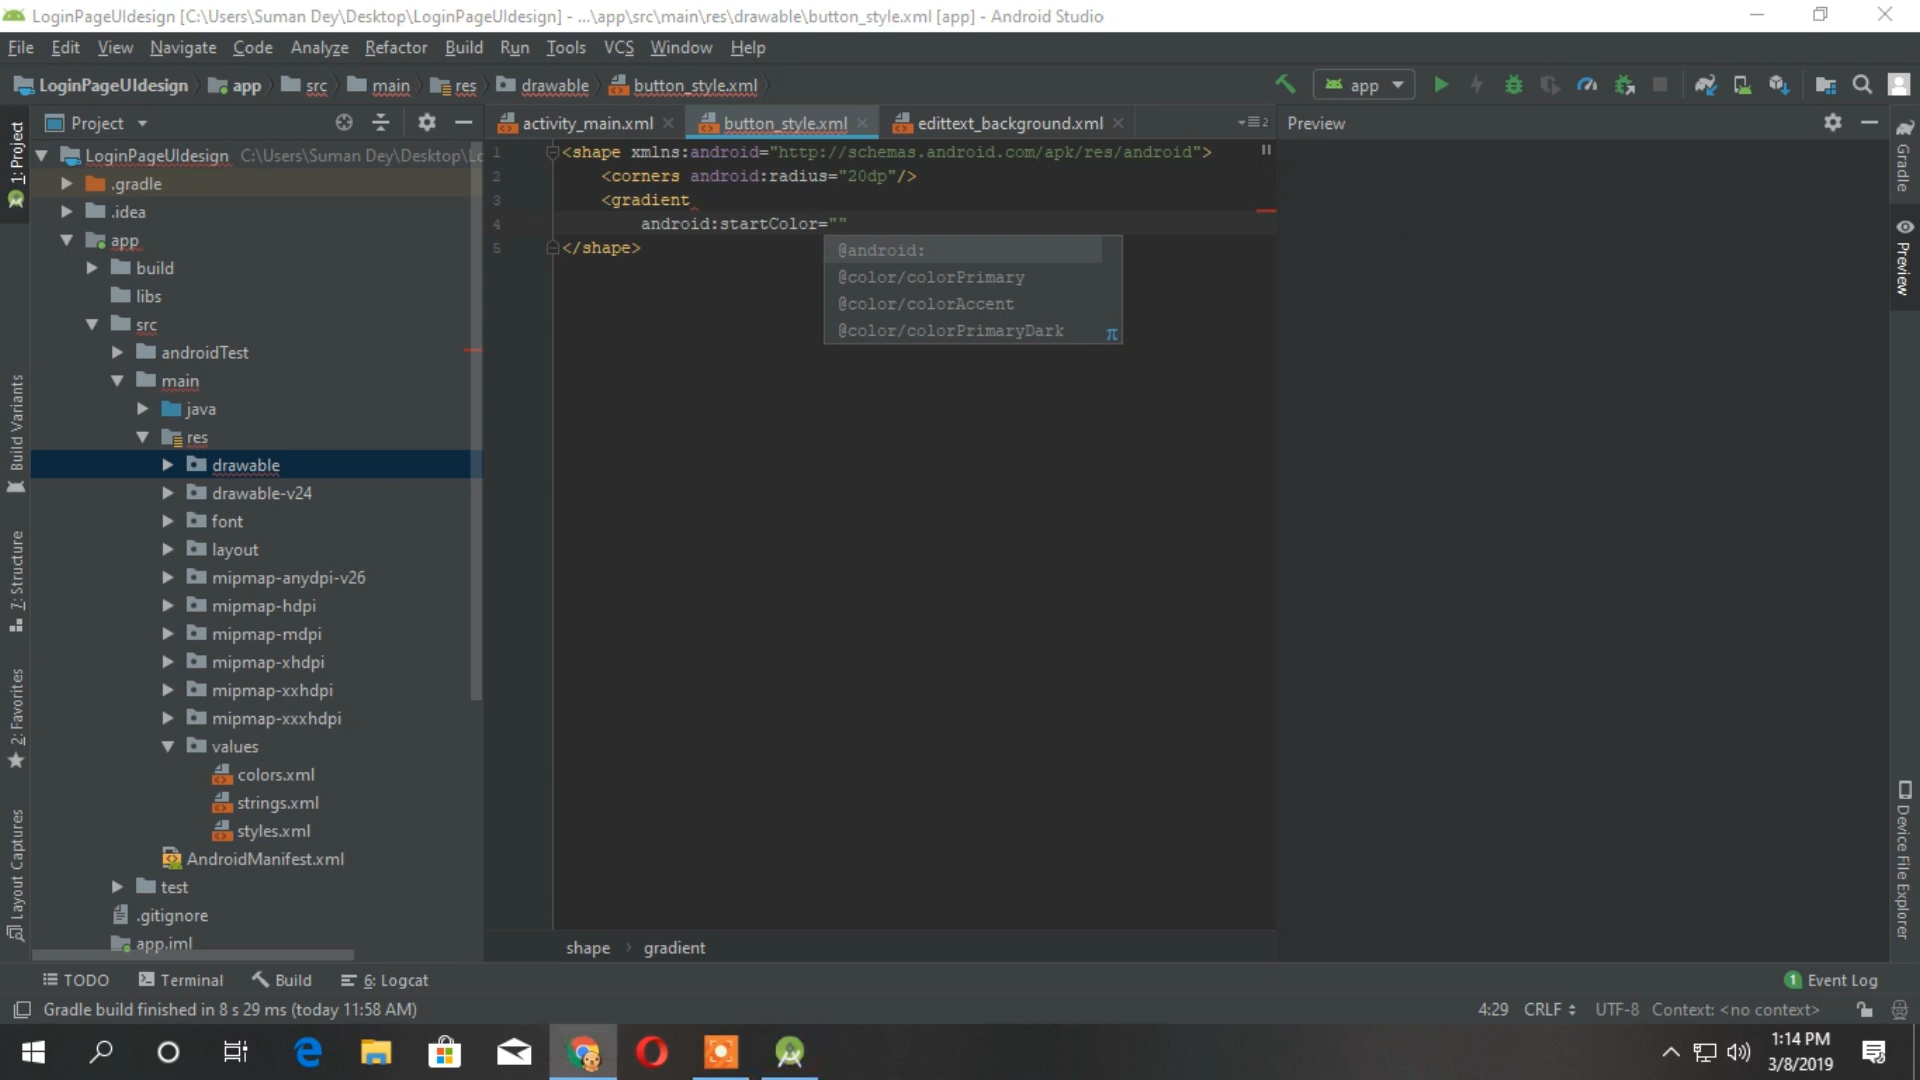 LoginPageUIdesign [C:\Users\Suman Dey\Desktop\LoginPageUIdesign] - ...\app\src\main\res\drawable\button_style.xml [app] - Android Studio
File Edit View Navigate Code Analyze Refactor Build Run Tools VCS Window Help
LoginPageUIdesign app src main res drawable button_style.xml app
Project activity_main.xml button_style.xml edittext_background.xml 2 Preview
LoginPageUIdesign C:\Users\Suman Dey\Desktop\Lo
.gradle
.idea
app
build
libs
src
androidTest
main
java
res
drawable
drawable-v24
font
layout
mipmap-anydpi-v26
mipmap-hdpi
mipmap-mdpi
mipmap-xhdpi
mipmap-xxhdpi
mipmap-xxxhdpi
values
colors.xml
strings.xml
styles.xml
AndroidManifest.xml
test
.gitignore
app.iml
1 <shape xmlns:android="http://schemas.android.com/apk/res/android">
2 <corners android:radius="20dp"/>
3 <gradient
4 android:startColor=""
5 </shape>
@android:
@color/colorPrimary
@color/colorAccent
@color/colorPrimaryDark
π
shape gradient
1: Project
Build Variants
7: Structure
2: Favorites
Layout Captures
Gradle
Preview
Device File Explorer
TODO Terminal Build 6: Logcat 1 Event Log
Gradle build finished in 8 s 29 ms (today 11:58 AM) 4:29 CRLF UTF-8 Context: <no context>
1:14 PM
3/8/2019